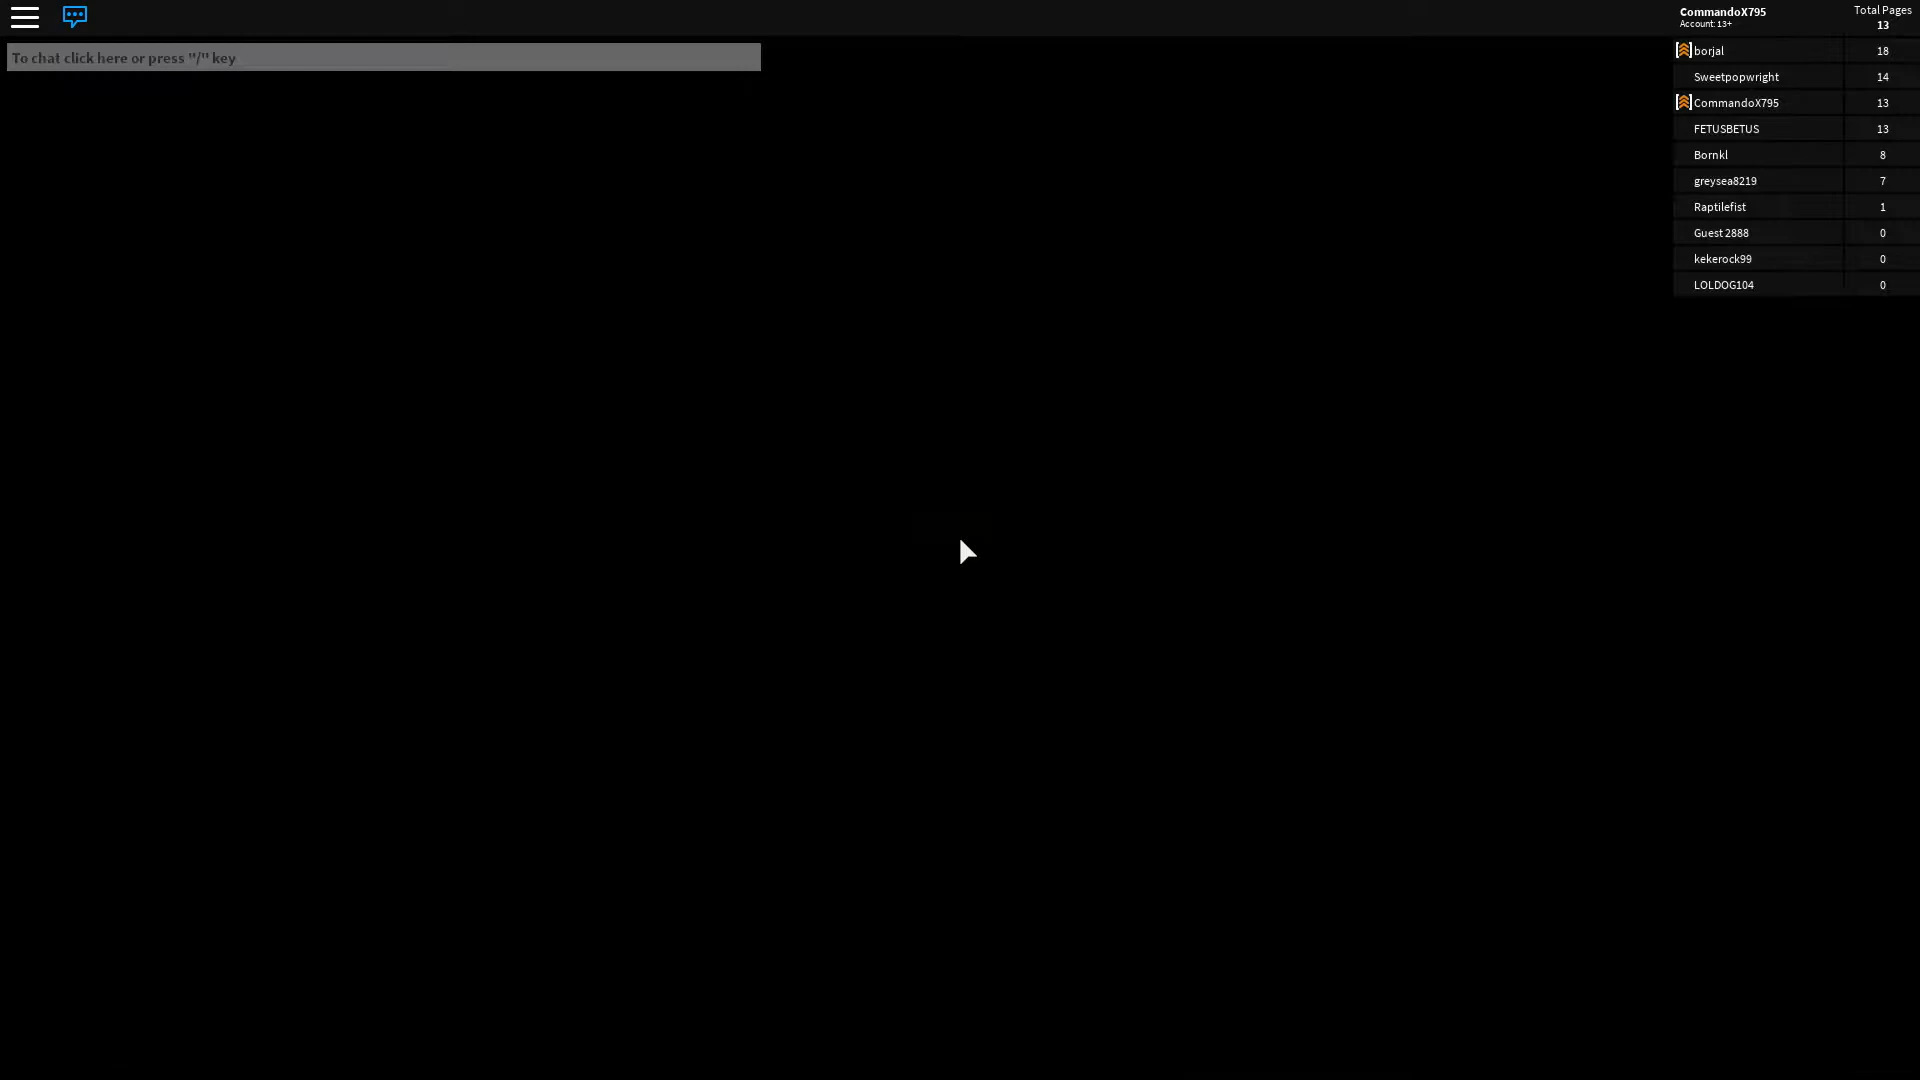 CommandoX795 Total Pages
Account: 13+ 13
To chat click here or press "/" key
borjal 18
Sweetpopwright 14
CommandoX795 13
FETUSBETUS 13
Bornkl 8
greysea8219 7
Raptilefist 1
Guest 2888 0
kekerock99 0
LOLDOG104 0